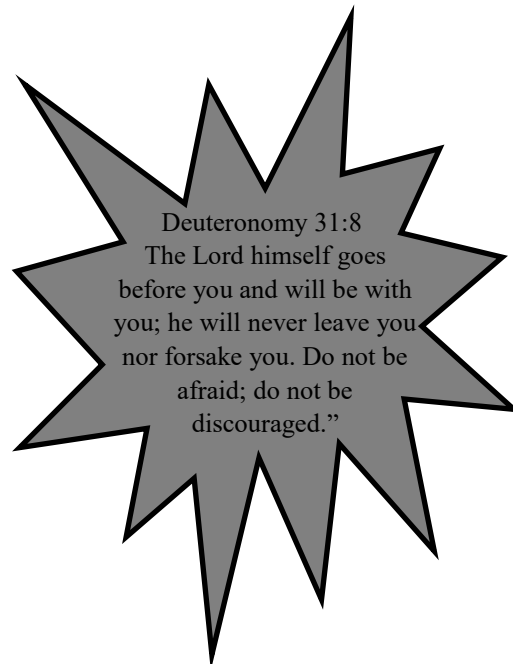 Deuteronomy 31:8
The Lord himself goes
before you and will be with
you; he will never leave you
nor forsake you. Do not be
afraid; do not be
discouraged.”